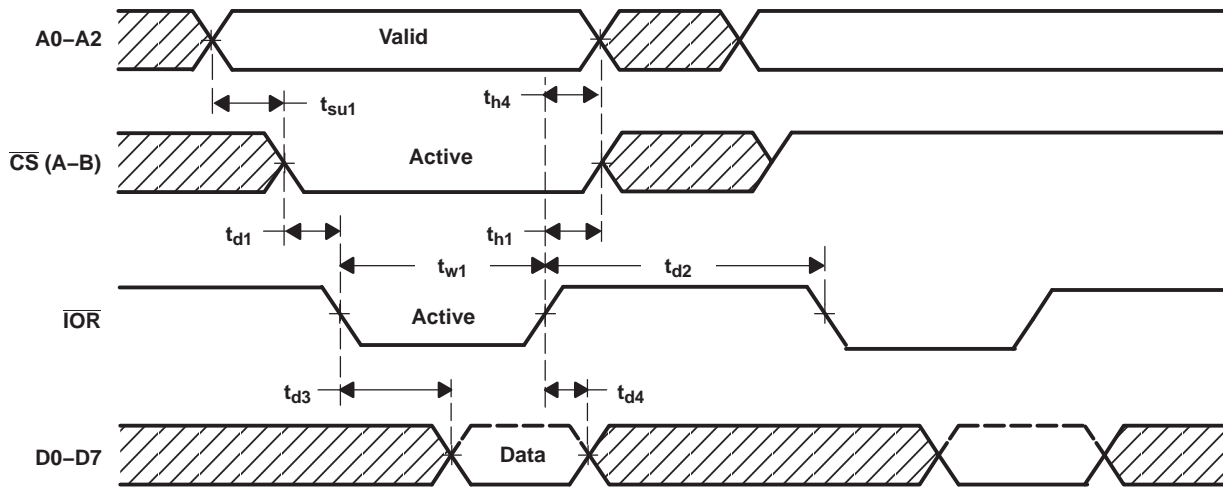 A0–A2
Valid
tsu1
th4
CS (A–B)
Active
td1
th1
tw1
td2
IOR
Active
td3
td4
D0–D7
Data